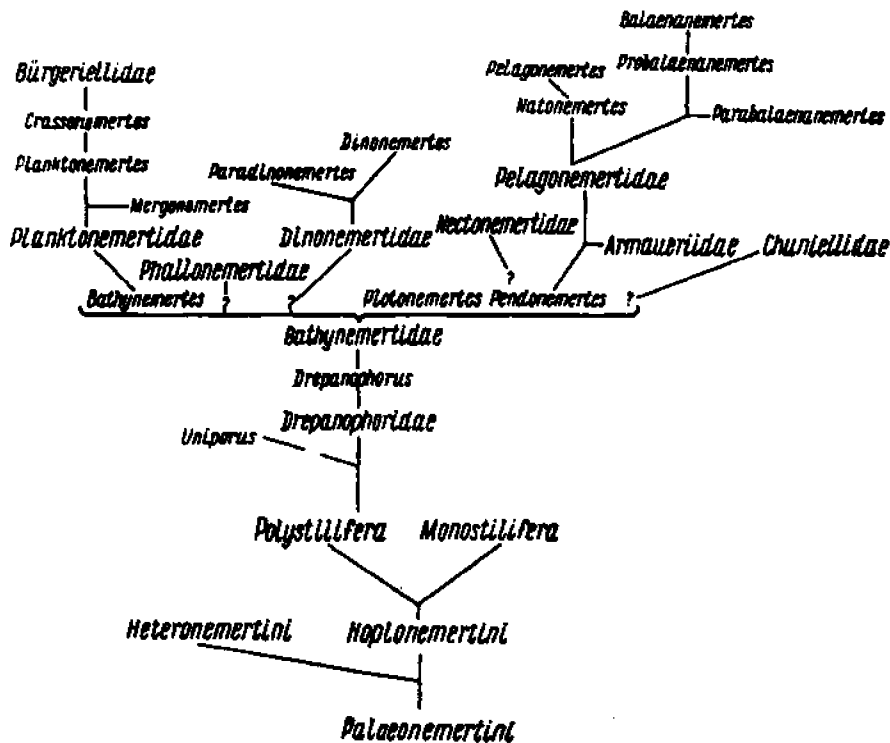 Balaenanemertes
Bürgeriellidae
Pelagonemertes
Probalaenanemertes
Crassonemertes
Natonemertes
Parabalaenanemertes
Dinonemertes
Planktonemertes
Paradinonemertes
Pelagonemertidae
Mergonemertes
Nectonemertidae
Planktonemertidae
Dinonemertidae
Armaueriidae
Chuniellidae
Phallonemertidae
?
Bathynemertes
?
?
Plotonemertes
Pendonemertes
?
Bathynemertidae
Drepanophorus
Drepanophoridae
Uniporus
Polystilifera
Monostilifera
Heteronemertini
Hoplonemertini
Palaeonemertini